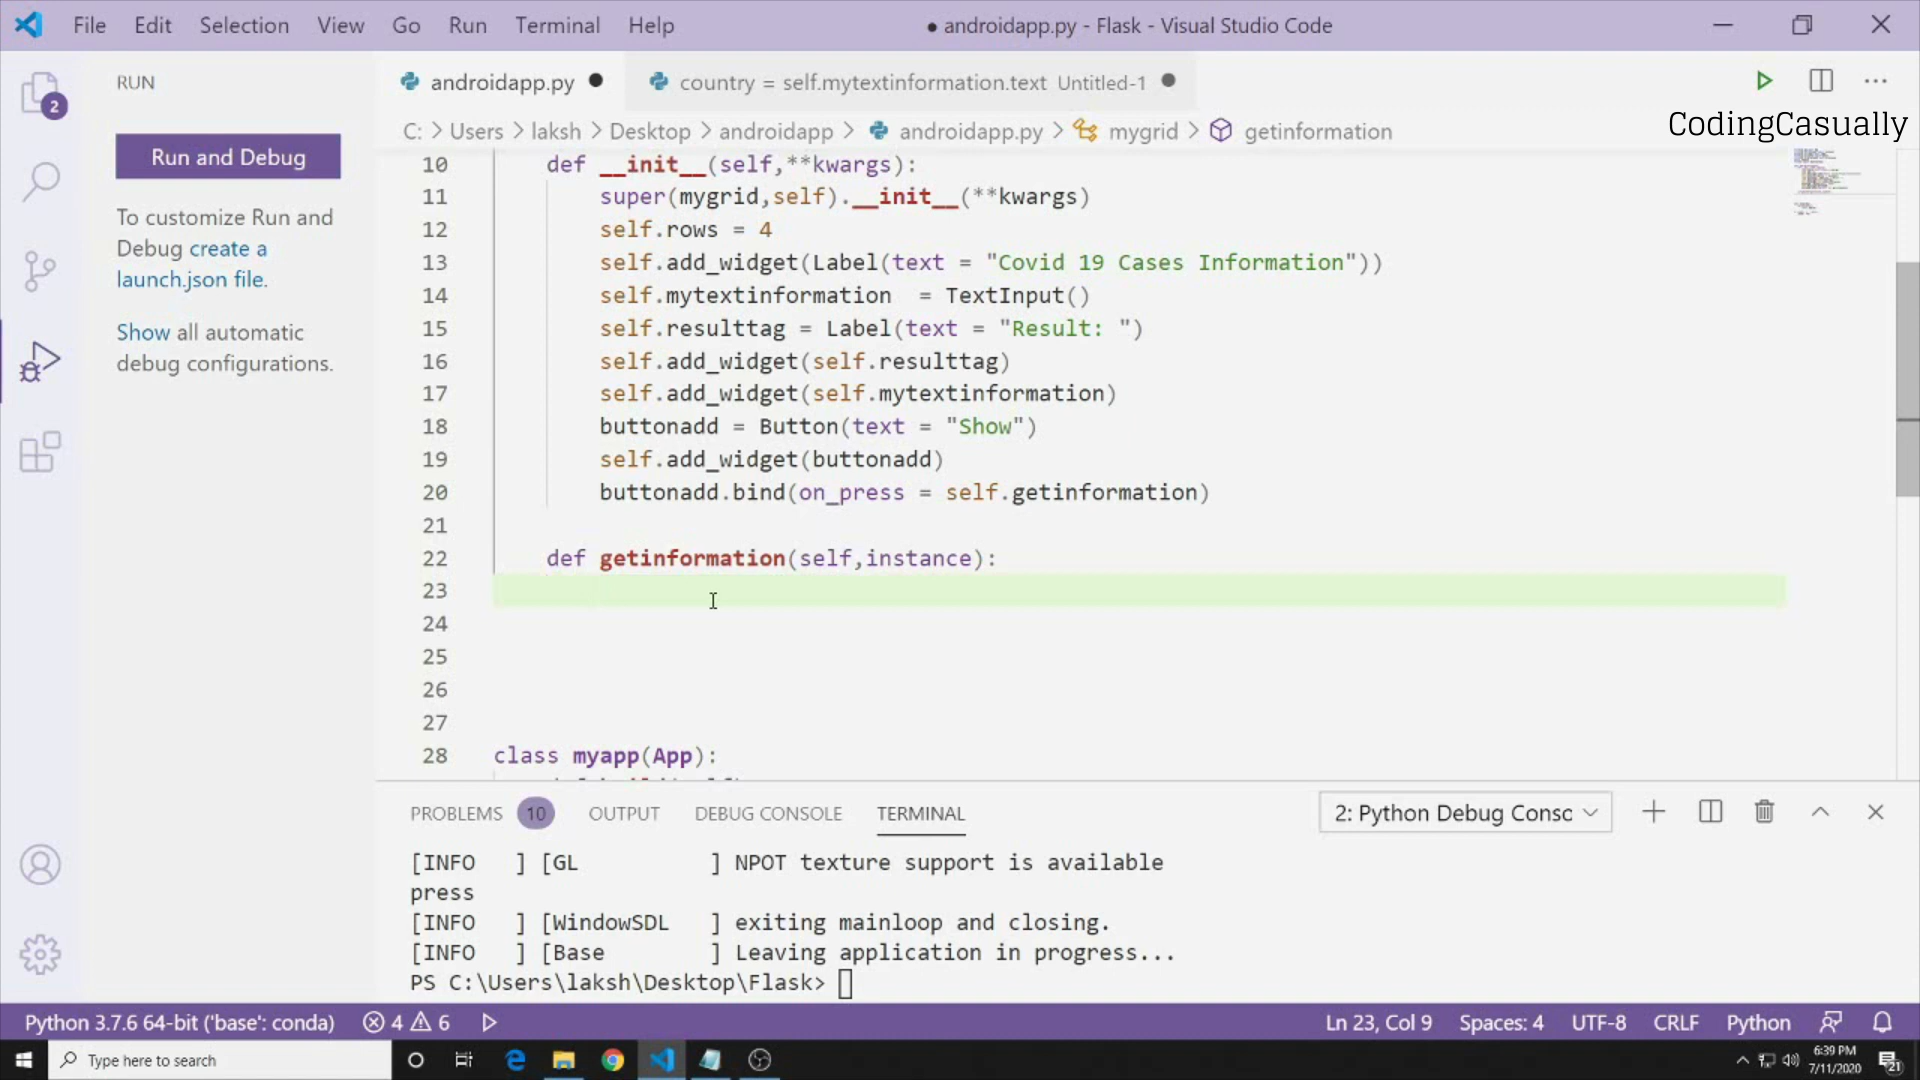 File Edit Selection View Go Run Terminal Help
● androidapp.py - Flask - Visual Studio Code
RUN
androidapp.py ●
country = self.mytextinformation.text Untitled-1 ●
CodingCasually
C: > Users > laksh > Desktop > androidapp > androidapp.py > mygrid > getinformation
2
Run and Debug
To customize Run and
Debug create a
launch.json file.
Show all automatic
debug configurations.
10 def __init__(self,**kwargs):
11 super(mygrid,self).__init__(**kwargs)
12 self.rows = 4
13 self.add_widget(Label(text = "Covid 19 Cases Information"))
14 self.mytextinformation  = TextInput()
15 self.resulttag = Label(text = "Result: ")
16 self.add_widget(self.resulttag)
17 self.add_widget(self.mytextinformation)
18 buttonadd = Button(text = "Show")
19 self.add_widget(buttonadd)
20 buttonadd.bind(on_press = self.getinformation)
21
22 def getinformation(self,instance):
23
24
25
26
27
28 class myapp(App):
PROBLEMS 10 OUTPUT DEBUG CONSOLE TERMINAL
2: Python Debug Consc
[INFO   ] [GL          ] NPOT texture support is available
press
[INFO   ] [WindowSDL   ] exiting mainloop and closing.
[INFO   ] [Base        ] Leaving application in progress...
PS C:\Users\laksh\Desktop\Flask>
Python 3.7.6 64-bit ('base': conda) 4 6
Ln 23, Col 9 Spaces: 4 UTF-8 CRLF Python
Type here to search
6:39 PM
7/11/2020
21